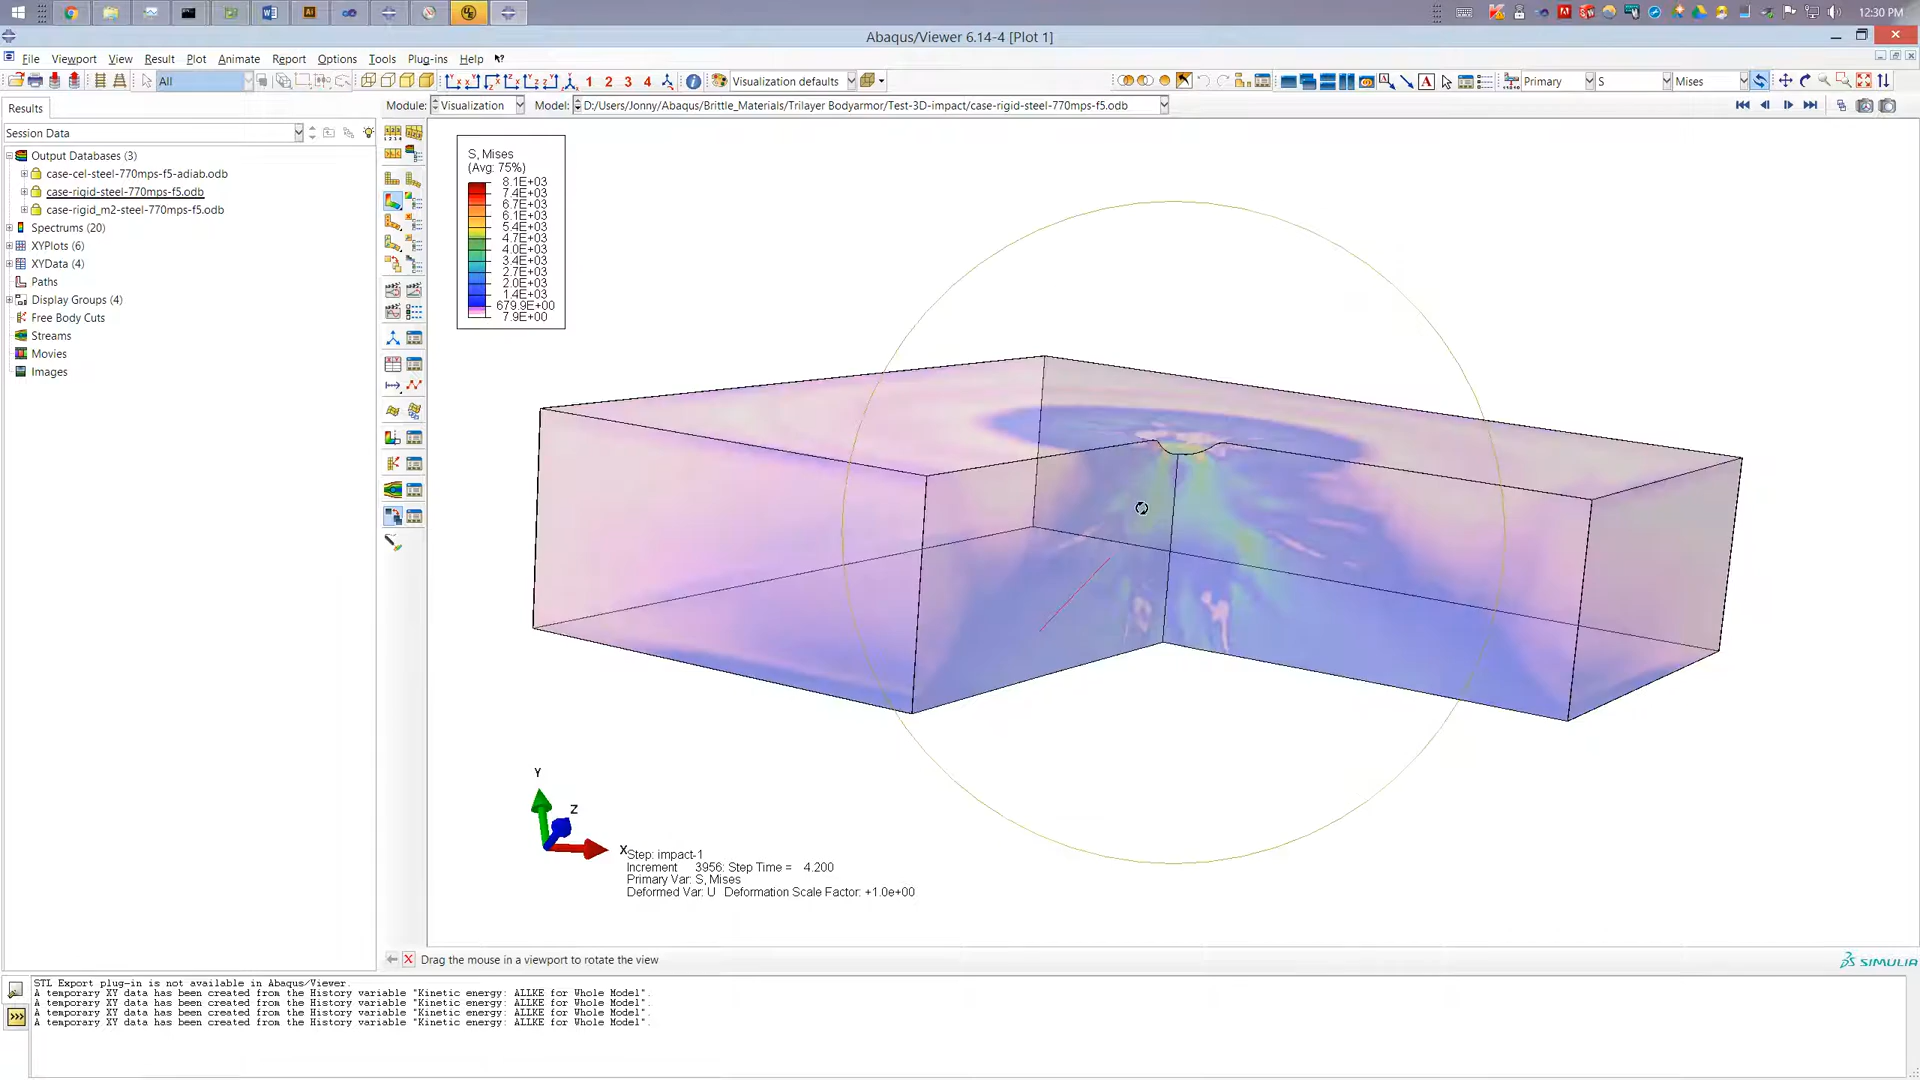 12:30 PM
Abaqus/Viewer 6.14-4 [Plot 1]
File Viewport View Result Plot Animate Report Options Tools Plug-ins Help
All
1 2 3 4
Visualization defaults
Primary S Mises
Results
Module: Visualization Model: D:/Users/Jonny/Abaqus/Brittle_Materials/Trilayer Bodyarmor/Test-3D-impact/case-rigid-steel-770mps-f5.odb
Session Data
Output Databases (3)
case-cel-steel-770mps-f5-adiab.odb
case-rigid-steel-770mps-f5.odb
case-rigid_m2-steel-770mps-f5.odb
Spectrums (20)
XYPlots (6)
XYData (4)
Paths
Display Groups (4)
Free Body Cuts
Streams
Movies
Images
S, Mises
(Avg: 75%)
8.1E+03
7.4E+03
6.7E+03
6.1E+03
5.4E+03
4.7E+03
4.0E+03
3.4E+03
2.7E+03
2.0E+03
1.4E+03
679.9E+00
7.9E+00
Y
Z
X
Step: impact-1
Increment 3956: Step Time = 4.200
Primary Var: S, Mises
Deformed Var: U Deformation Scale Factor: +1.0e+00
Drag the mouse in a viewport to rotate the view
SIMULIA
STL Export plug-in is not available in Abaqus/Viewer.
A temporary XY data has been created from the History variable "Kinetic energy: ALLKE for Whole Model".
A temporary XY data has been created from the History variable "Kinetic energy: ALLKE for Whole Model".
A temporary XY data has been created from the History variable "Kinetic energy: ALLKE for Whole Model".
A temporary XY data has been created from the History variable "Kinetic energy: ALLKE for Whole Model".